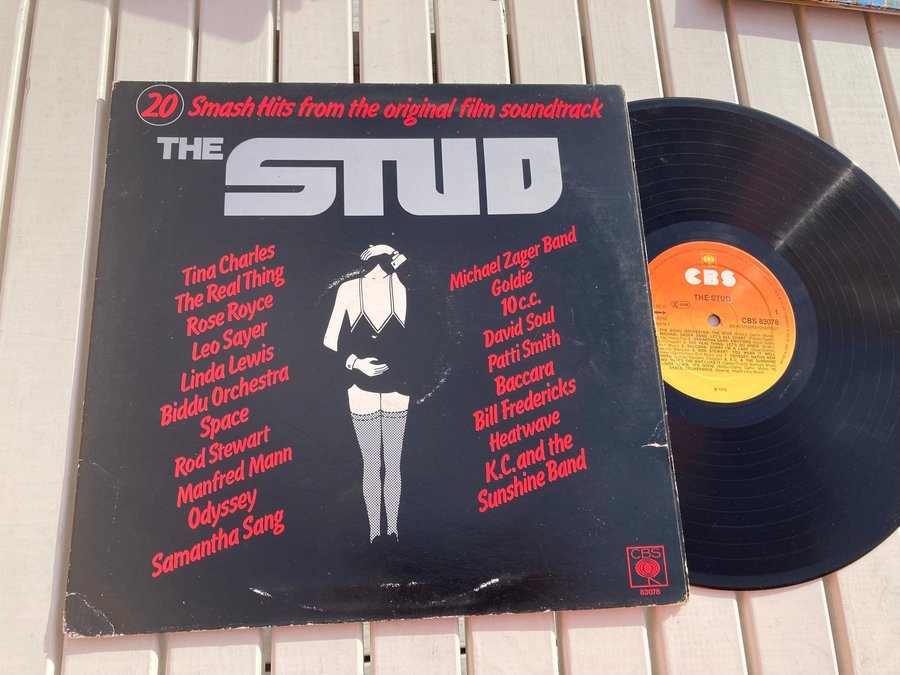 20 Smash Hits from the original film soundtrack
THE STUD
Tina Charles
The Real Thing
Rose Royce
Leo Sayer
Linda Lewis
Biddu Orchestra
Space
Rod Stewart
Manfred Mann
Odyssey
Samantha Sang
Michael Zager Band
Goldie
10 c.c.
David Soul
Patti Smith
Baccara
Bill Fredericks
Heatwave
K.C. and the
Sunshine Band
CBS
83078
CBS
THE STUD
1
CBS 83078